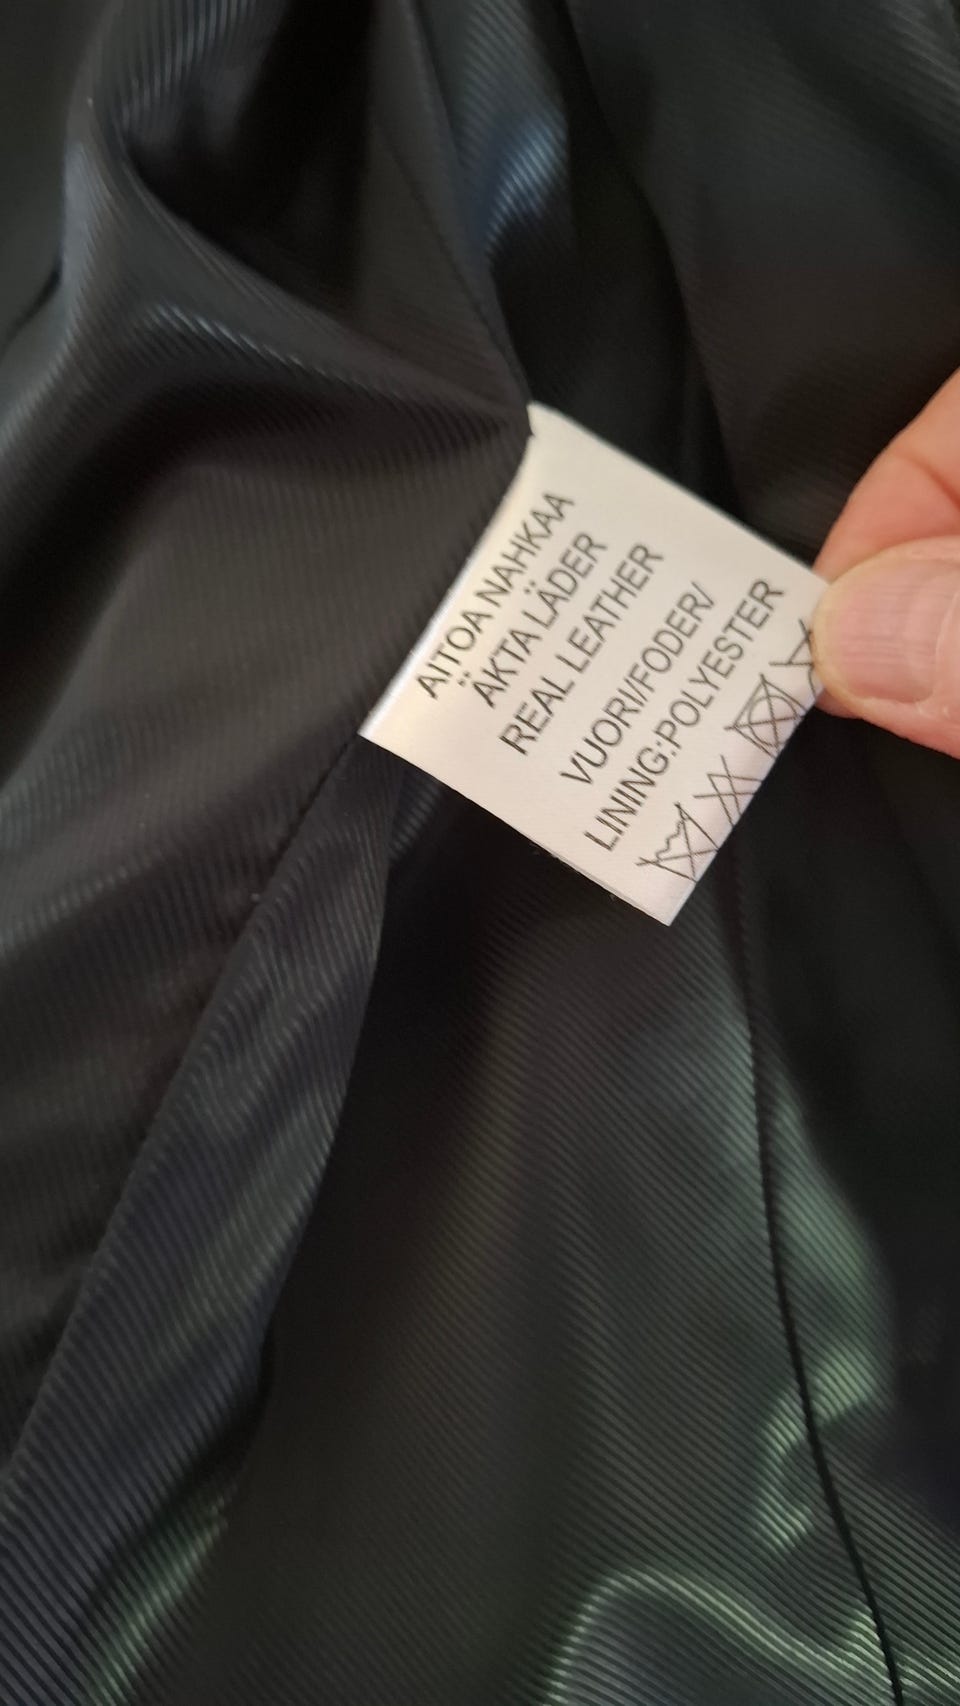 AITOA NAHKAA
ÄKTA LÄDER
REAL LEATHER
VUORI/FODER/
LINING:POLYESTER